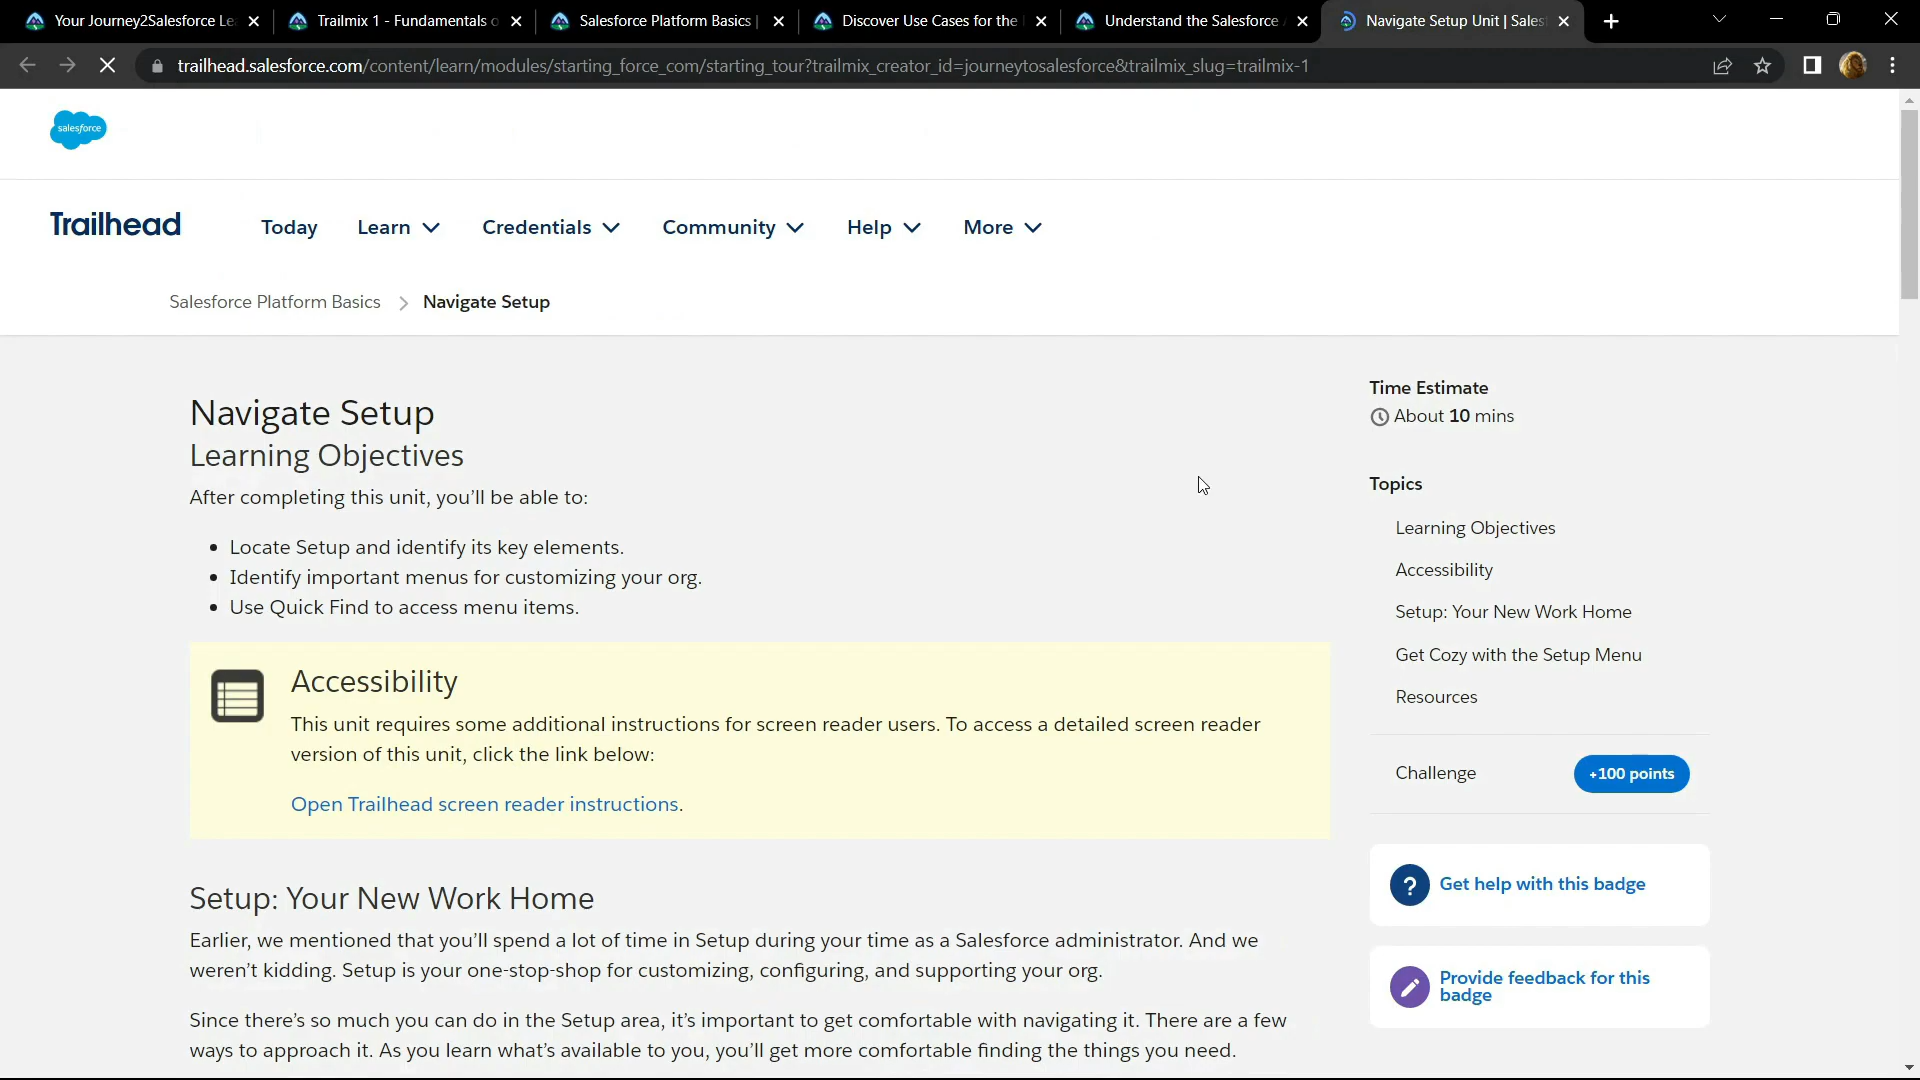 Your Journey2Salesforce Le
Trailmix 1 - Fundamentals o
Salesforce Platform Basics |
Discover Use Cases for the
Understand the Salesforce A
Navigate Setup Unit | Sales
trailhead.salesforce.com/content/learn/modules/starting_force_com/starting_tour?trailmix_creator_id=journeytosalesforce&trailmix_slug=trailmix-1
salesforce
Trailhead
Today
Learn
Credentials
Community
Help
More
Salesforce Platform Basics > Navigate Setup
Navigate Setup
Learning Objectives
After completing this unit, you'll be able to:
• Locate Setup and identify its key elements.
• Identify important menus for customizing your org.
• Use Quick Find to access menu items.
Accessibility
This unit requires some additional instructions for screen reader users. To access a detailed screen reader
version of this unit, click the link below:
Open Trailhead screen reader instructions.
Setup: Your New Work Home
Earlier, we mentioned that you'll spend a lot of time in Setup during your time as a Salesforce administrator. And we
weren't kidding. Setup is your one-stop-shop for customizing, configuring, and supporting your org.
Since there's so much you can do in the Setup area, it's important to get comfortable with navigating it. There are a few
ways to approach it. As you learn what's available to you, you'll get more comfortable finding the things you need.
Time Estimate
About 10 mins
Topics
Learning Objectives
Accessibility
Setup: Your New Work Home
Get Cozy with the Setup Menu
Resources
Challenge
+100 points
?
Get help with this badge
Provide feedback for this
badge